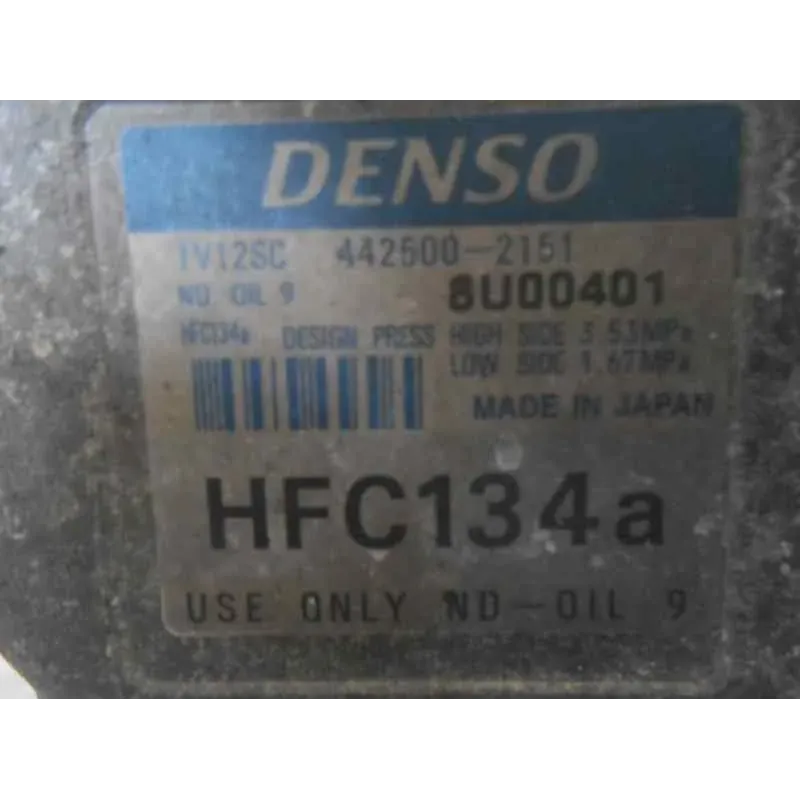 DENSO
1V12SC 442500-2151
ND OIL 9 8U00401
HFC134a DESIGN PRESS HIGH SIDE 3.53MPa
LOW SIDE 1.67MPa
MADE IN JAPAN
HFC134a
USE ONLY ND-OIL 9